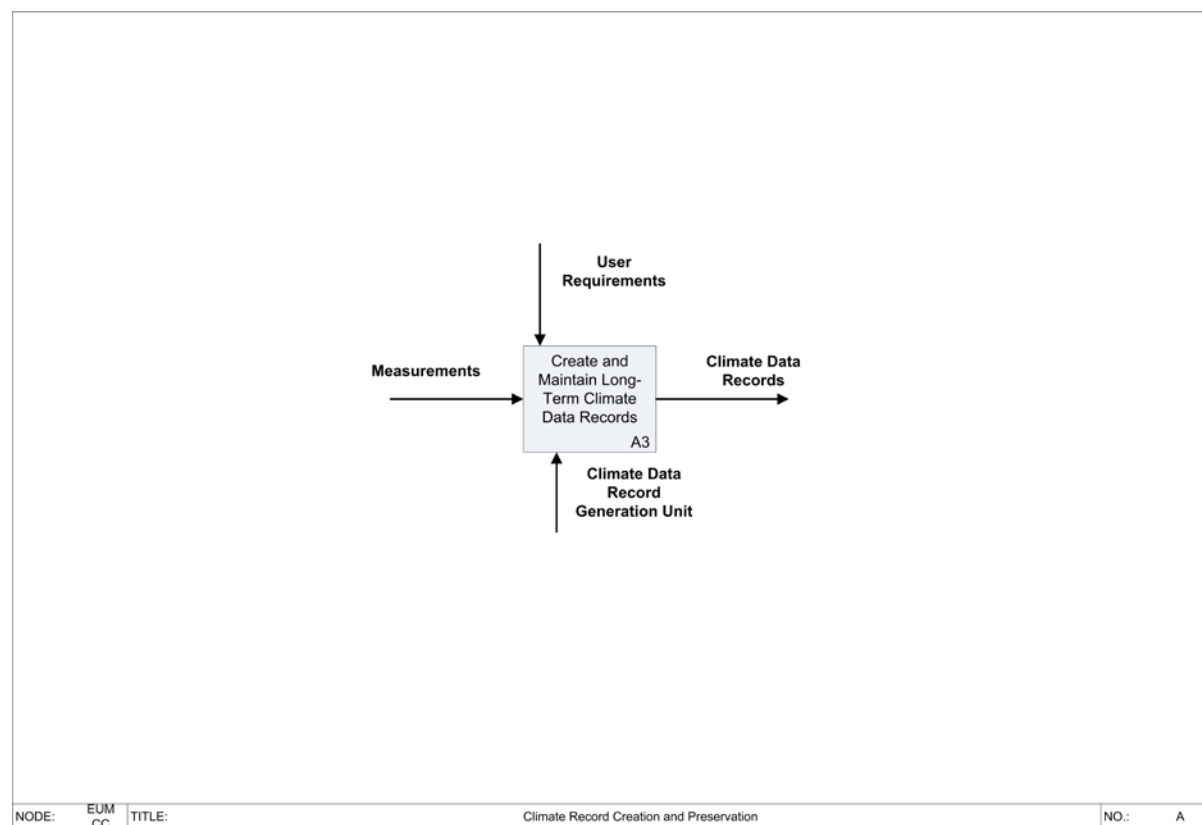 User
Requirements
Measurements
Create and
Maintain Long-
Term Climate
Data Records
A3
Climate Data
Records
Climate Data
Record
Generation Unit
NODE:
EUM
CC
TITLE:
Climate Record Creation and Preservation
NO.:
A